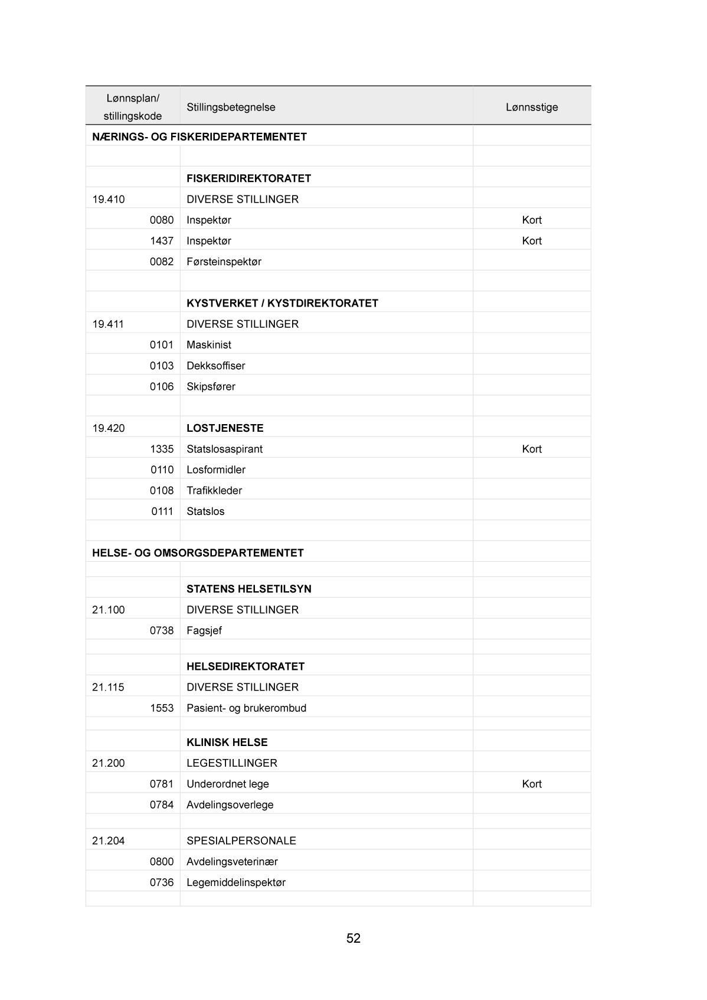 Lønnsplan/
stillingskode
Stillingsbetegnelse
Lønnsstige
NÆRINGS- OG FISKERIDEPARTEMENTET
FISKERIDIREKTORATET
19.410 DIVERSE STILLINGER
0080 Inspektør Kort
1437 Inspektør Kort
0082 Førsteinspektør
KYSTVERKET / KYSTDIREKTORATET
19.411 DIVERSE STILLINGER
0101 Maskinist
0103 Dekksoffiser
0106 Skipsfører
19.420 LOSTJENESTE
1335 Statslosaspirant Kort
0110 Losformidler
0108 Trafikkleder
0111 Statslos
HELSE- OG OMSORGSDEPARTEMENTET
STATENS HELSETILSYN
21.100 DIVERSE STILLINGER
0738 Fagsjef
HELSEDIREKTORATET
21.115 DIVERSE STILLINGER
1553 Pasient- og brukerombud
KLINISK HELSE
21.200 LEGESTILLINGER
0781 Underordnet lege Kort
0784 Avdelingsoverlege
21.204 SPESIALPERSONALE
0800 Avdelingsveterinær
0736 Legemiddelinspektør
52